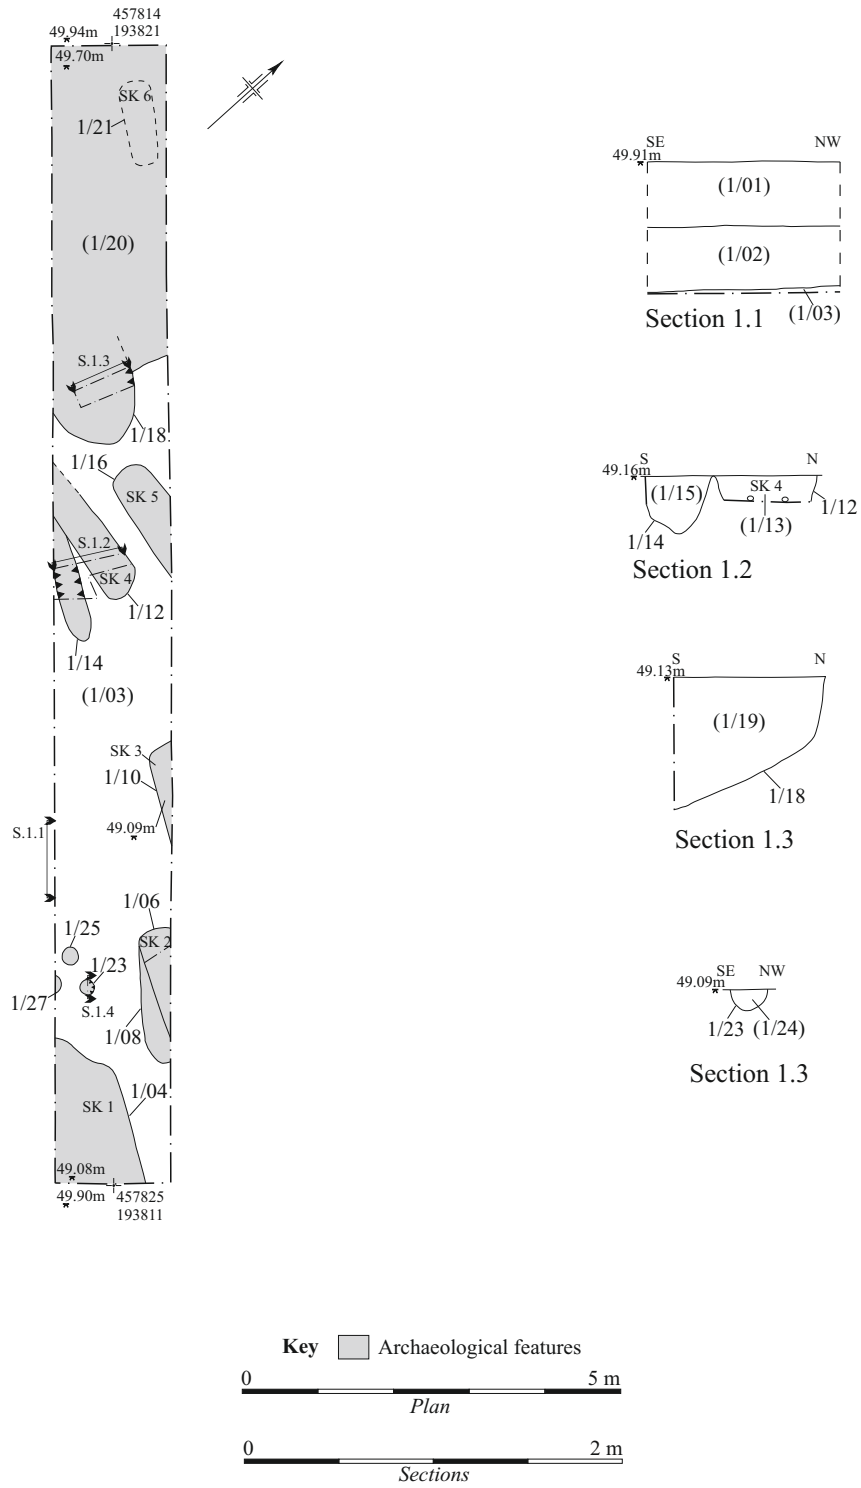 457814
49.94m
193821
49.70m
SK 6
1/21
(1/20)
S.1.3
1/18
1/16
SK 5
S.1.2
SK 4
1/12
1/14
(1/03)
SK 3
1/10
49.09m
S.1.1
1/06
1/25
SK 2
1/23
1/27
S.1.4
1/08
1/04
SK 1
49.08m
49.90m
457825
193811
SE NW
49.91m
(1/01)
(1/02)
Section 1.1
(1/03)
S N
49.16m
SK 4
(1/15)
1/12
(1/13)
1/14
Section 1.2
S N
49.13m
(1/19)
1/18
Section 1.3
SE NW
49.09m
1/23 (1/24)
Section 1.3
Key Archaeological features
0 5 m
Plan
0 2 m
Sections